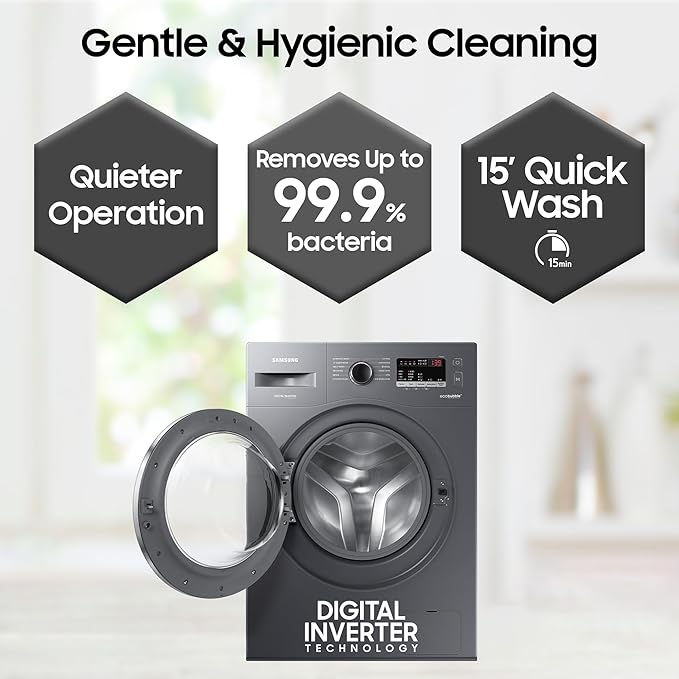 Gentle & Hygienic Cleaning
Quieter
Operation
Removes Up to
99.9%
bacteria
15’ Quick
Wash
15min
SAMSUNG
ecobubble™
DIGITAL
INVERTER
TECHNOLOGY